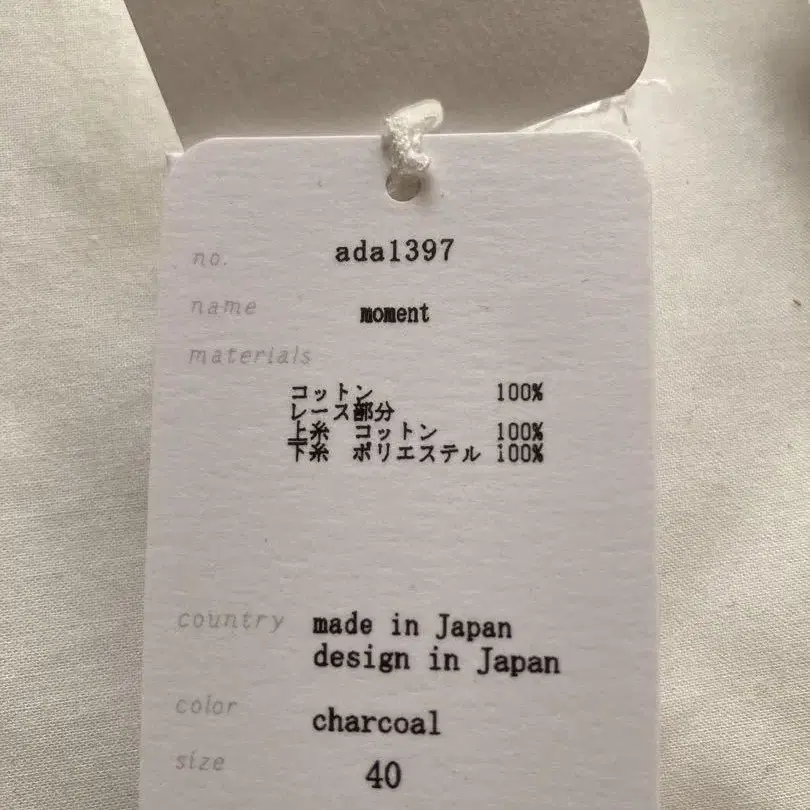 no. ada1397
name moment
materials
コットン 100%
レース部分
上糸 コットン 100%
下糸 ポリエステル 100%
country made in Japan
design in Japan
color charcoal
size 40